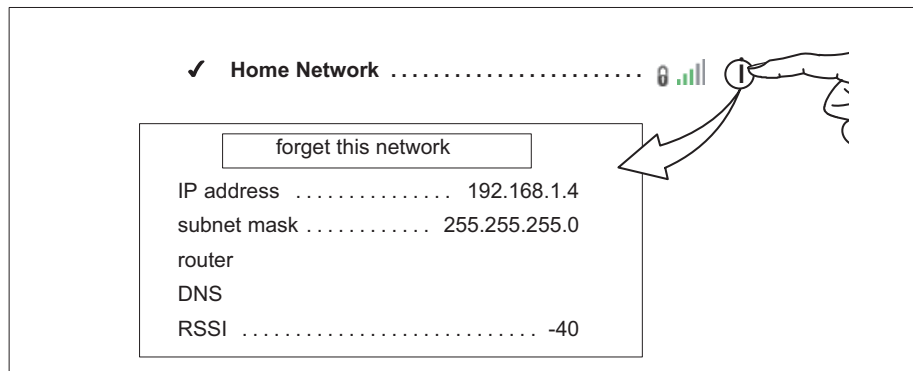 ✓ Home Network ........................ i
forget this network
IP address ............... 192.168.1.4
subnet mask ............ 255.255.255.0
router
DNS
RSSI ............................ -40